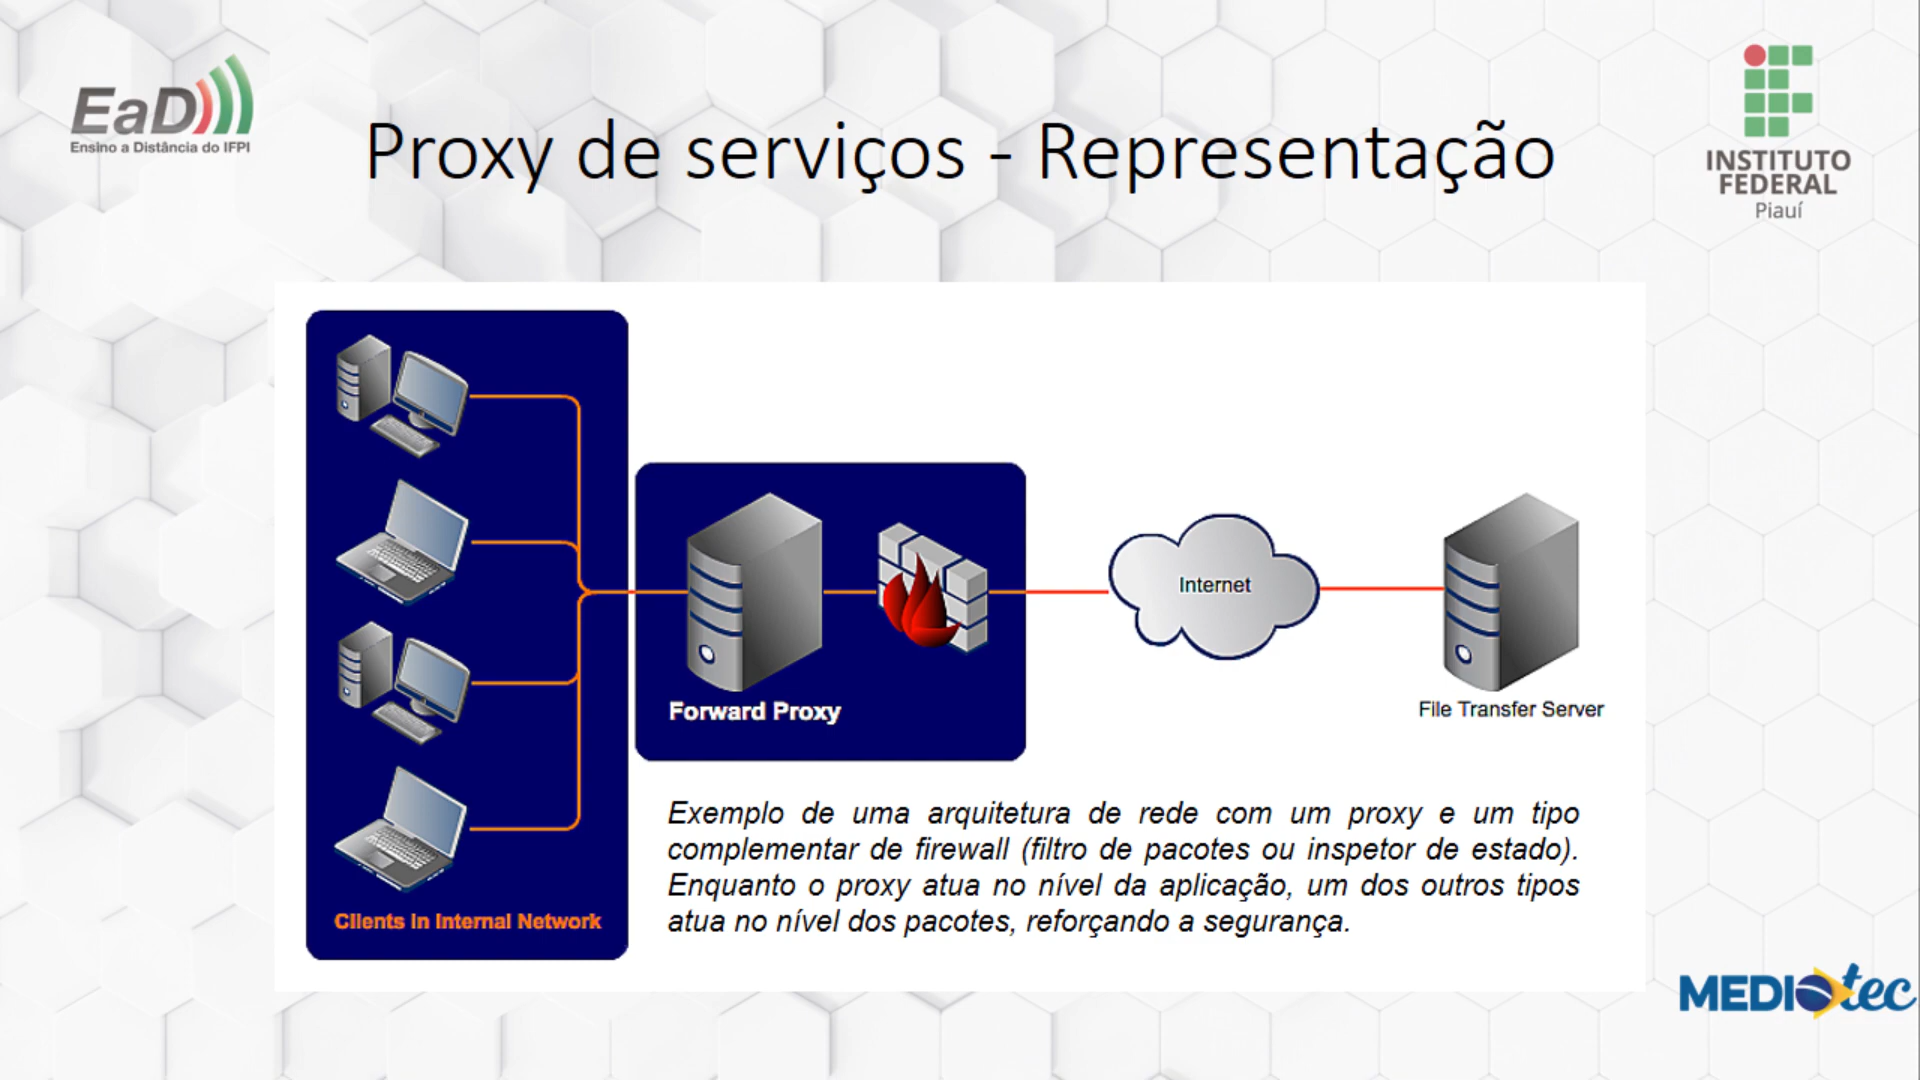 EaD
Ensino a Distância do IFPI
Proxy de serviços - Representação
INSTITUTO
FEDERAL
Piauí
Internet
Forward Proxy
File Transfer Server
Clients in Internal Network
Exemplo de uma arquitetura de rede com um proxy e um tipo
complementar de firewall (filtro de pacotes ou inspetor de estado).
Enquanto o proxy atua no nível da aplicação, um dos outros tipos
atua no nível dos pacotes, reforçando a segurança.
MEDIOtec